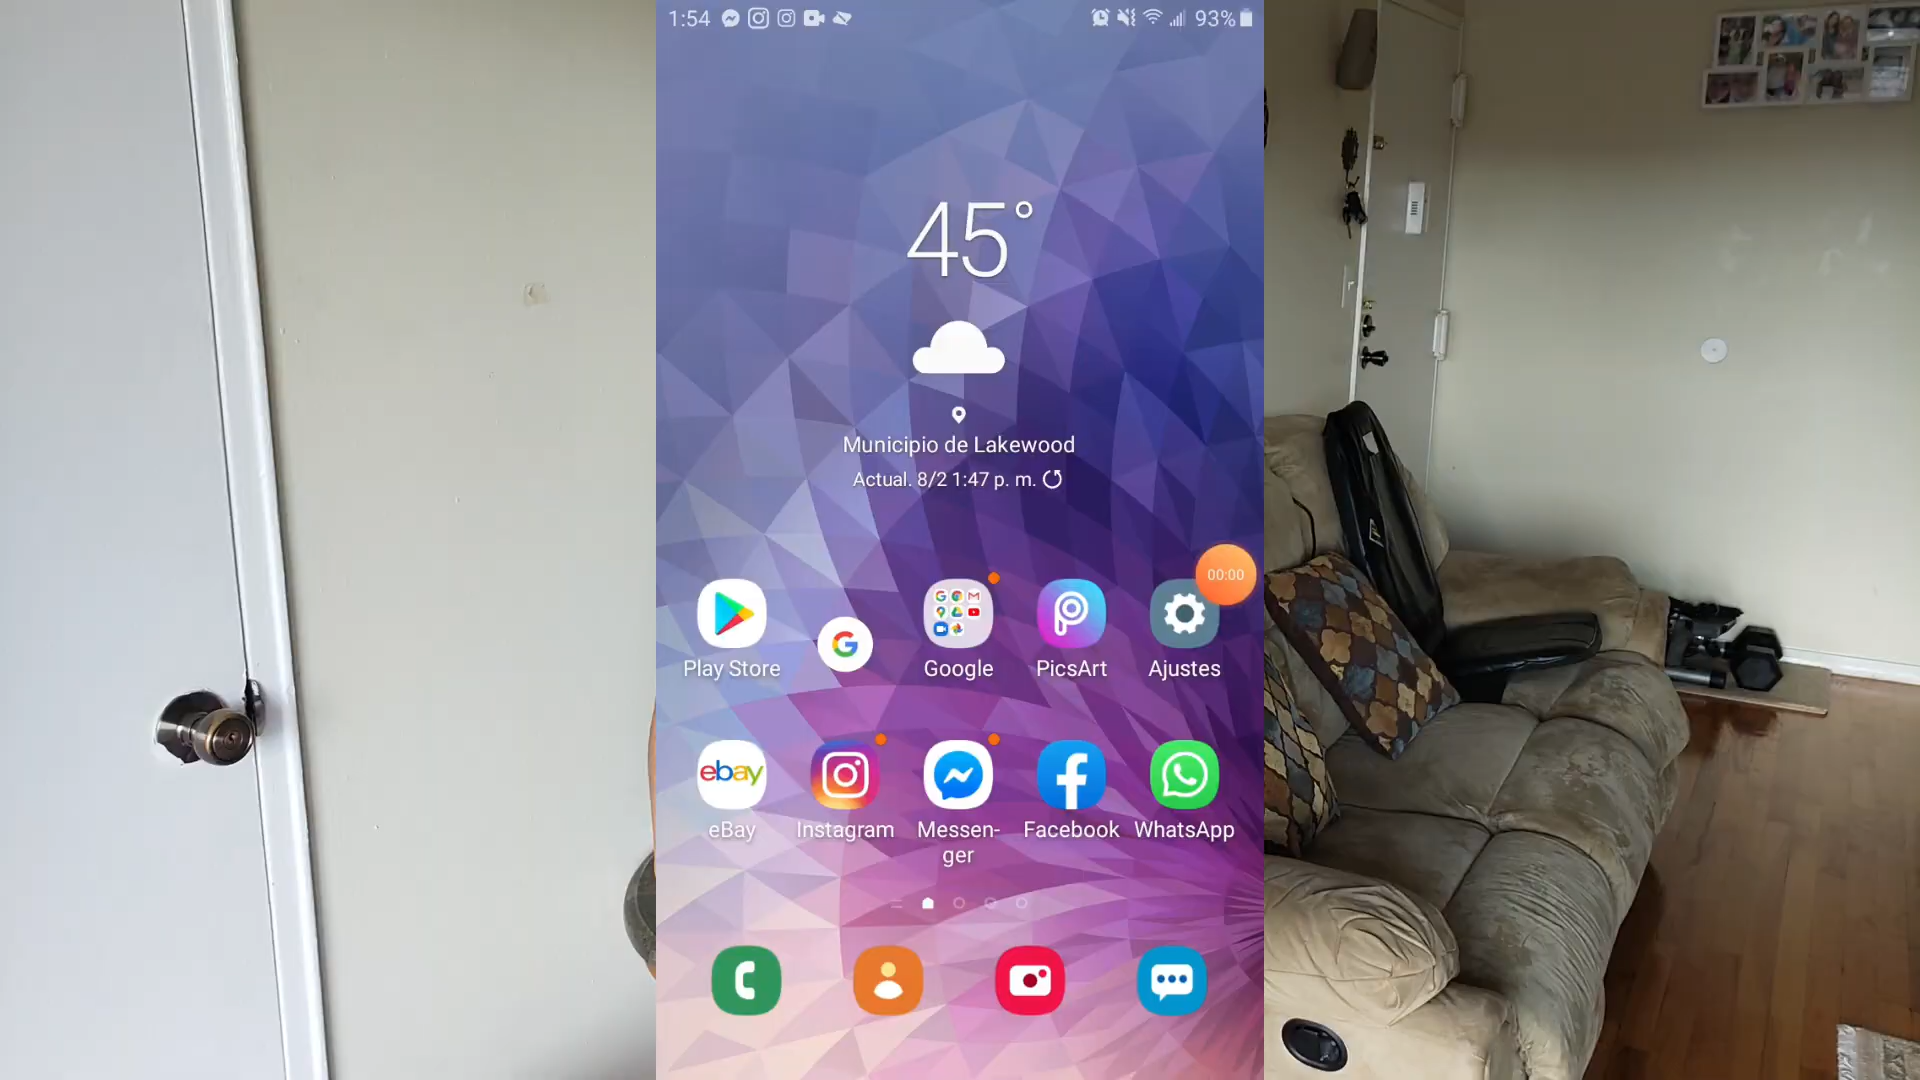 1:54
93%
45°
Municipio de Lakewood
Actual. 8/2 1:47 p. m.
00:00
Play Store
Google
PicsArt
Ajustes
ebay
eBay
Instagram
Messen-
ger
Facebook
WhatsApp